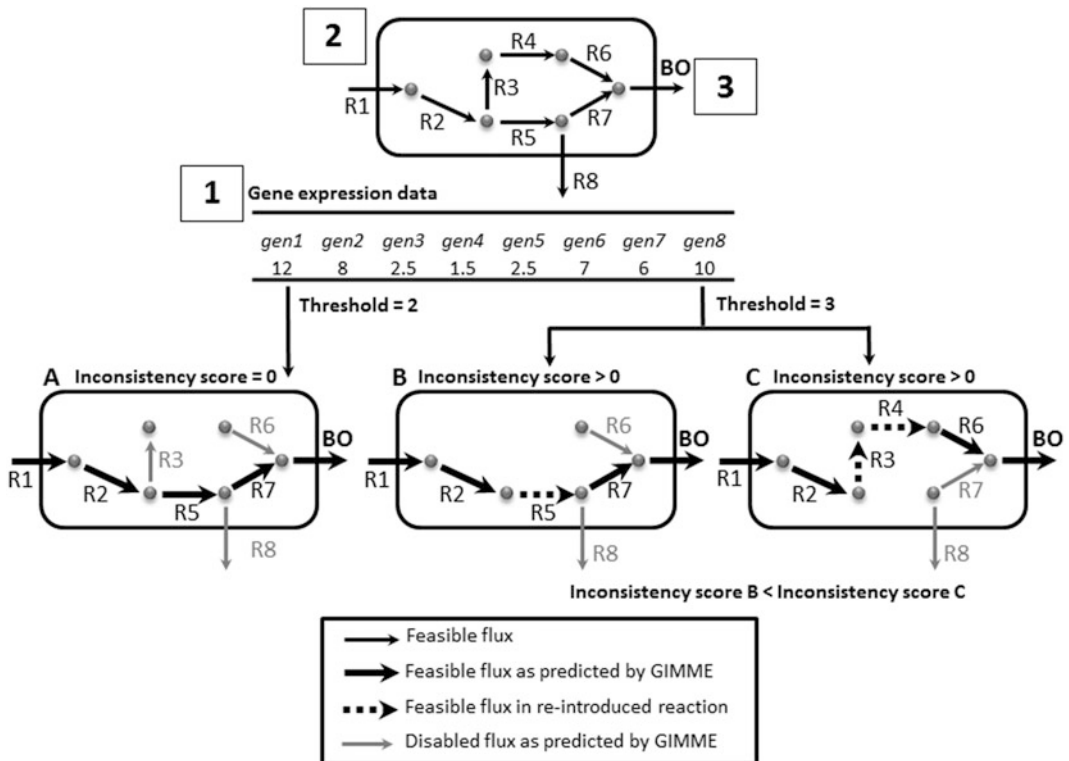 2
R1
R2
R3
R4
R5
R6
R7
R8
BO
3
1
Gene expression data
gen1 gen2 gen3 gen4 gen5 gen6 gen7 gen8
12 8 2.5 1.5 2.5 7 6 10
Threshold = 2
Threshold = 3
A Inconsistency score = 0
R1
R2
R3
R5
R6
R7
R8
BO
B Inconsistency score > 0
R1
R2
R5
R6
R7
R8
BO
C Inconsistency score > 0
R1
R2
R3
R4
R6
R7
R8
BO
Inconsistency score B < Inconsistency score C
Feasible flux
Feasible flux as predicted by GIMME
Feasible flux in re-introduced reaction
Disabled flux as predicted by GIMME